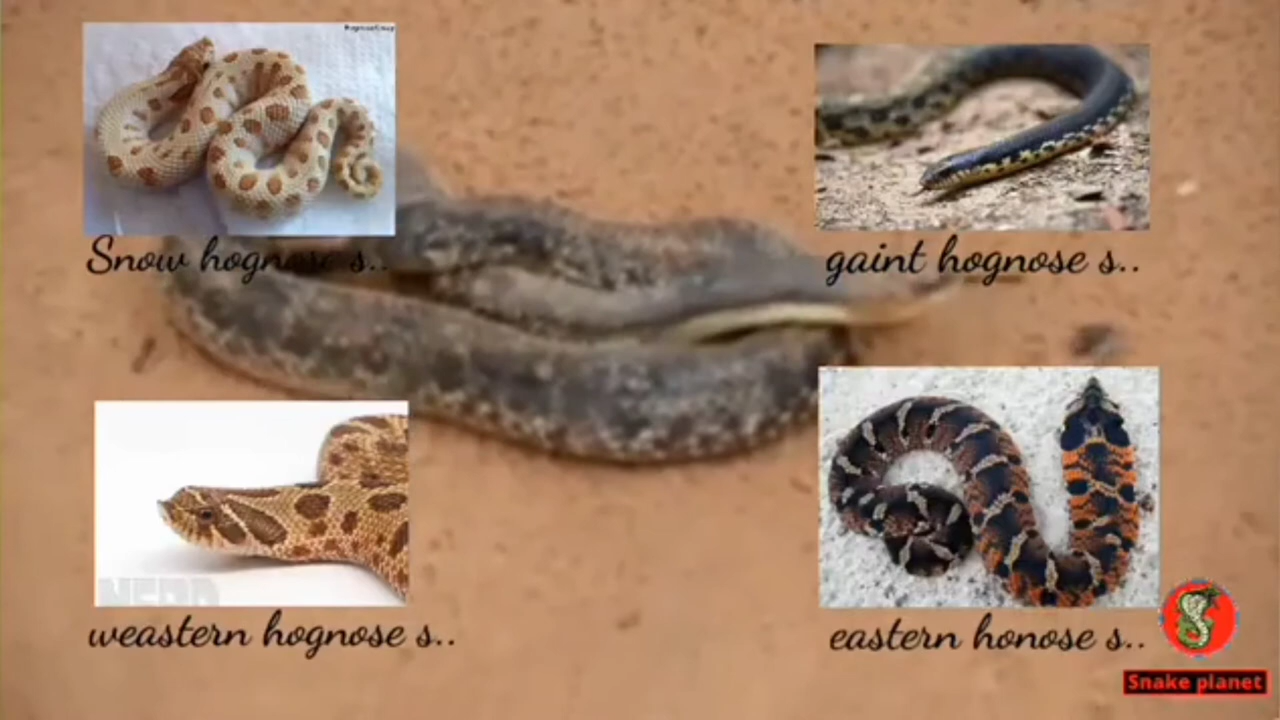 Snow hognose s..
gaint hognose s..
weastern hognose s..
eastern honose s..
Snake planet